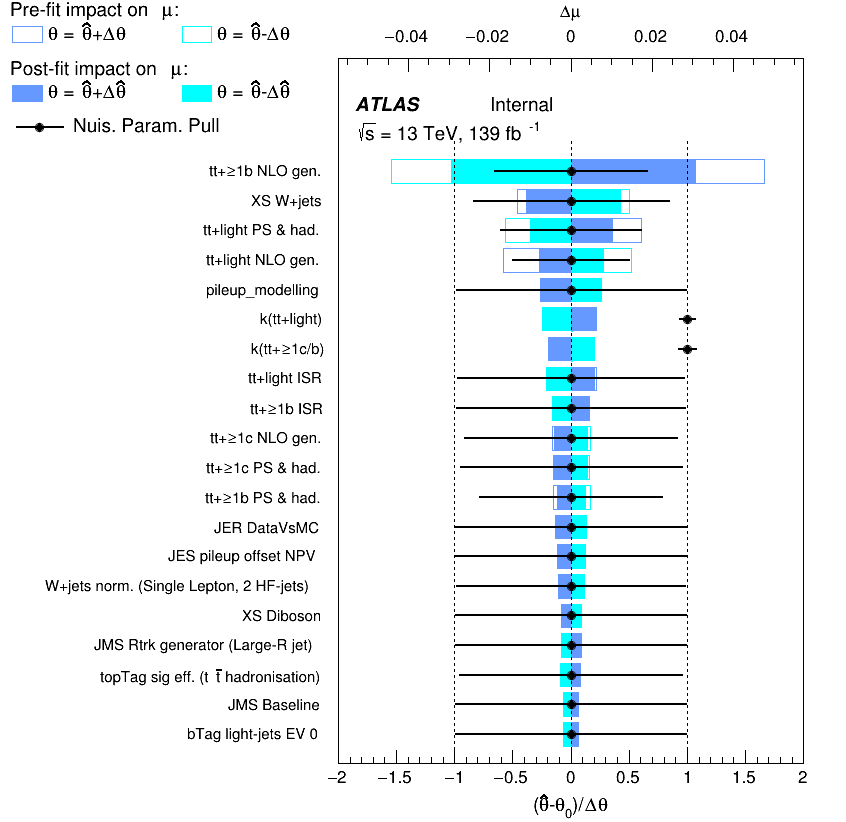 Pre-fit impact on μ:
θ = θ̂+Δθ θ = θ̂-Δθ
Post-fit impact on μ:
θ = θ̂+Δθ̂ θ = θ̂-Δθ̂
Nuis. Param. Pull
Δμ
−0.04 −0.02 0 0.02 0.04
ATLAS Internal
√s = 13 TeV, 139 fb -1
tt+≥1b NLO gen.
XS W+jets
tt+light PS & had.
tt+light NLO gen.
pileup_modelling
k(tt+light)
k(tt+≥1c/b)
tt+light ISR
tt+≥1b ISR
tt+≥1c NLO gen.
tt+≥1c PS & had.
tt+≥1b PS & had.
JER DataVsMC
JES pileup offset NPV
W+jets norm. (Single Lepton, 2 HF-jets)
XS Diboson
JMS Rtrk generator (Large-R jet)
topTag sig eff. (t t̄ hadronisation)
JMS Baseline
bTag light-jets EV 0
−2 −1.5 −1 −0.5 0 0.5 1 1.5 2
(θ̂-θ₀)/Δθ